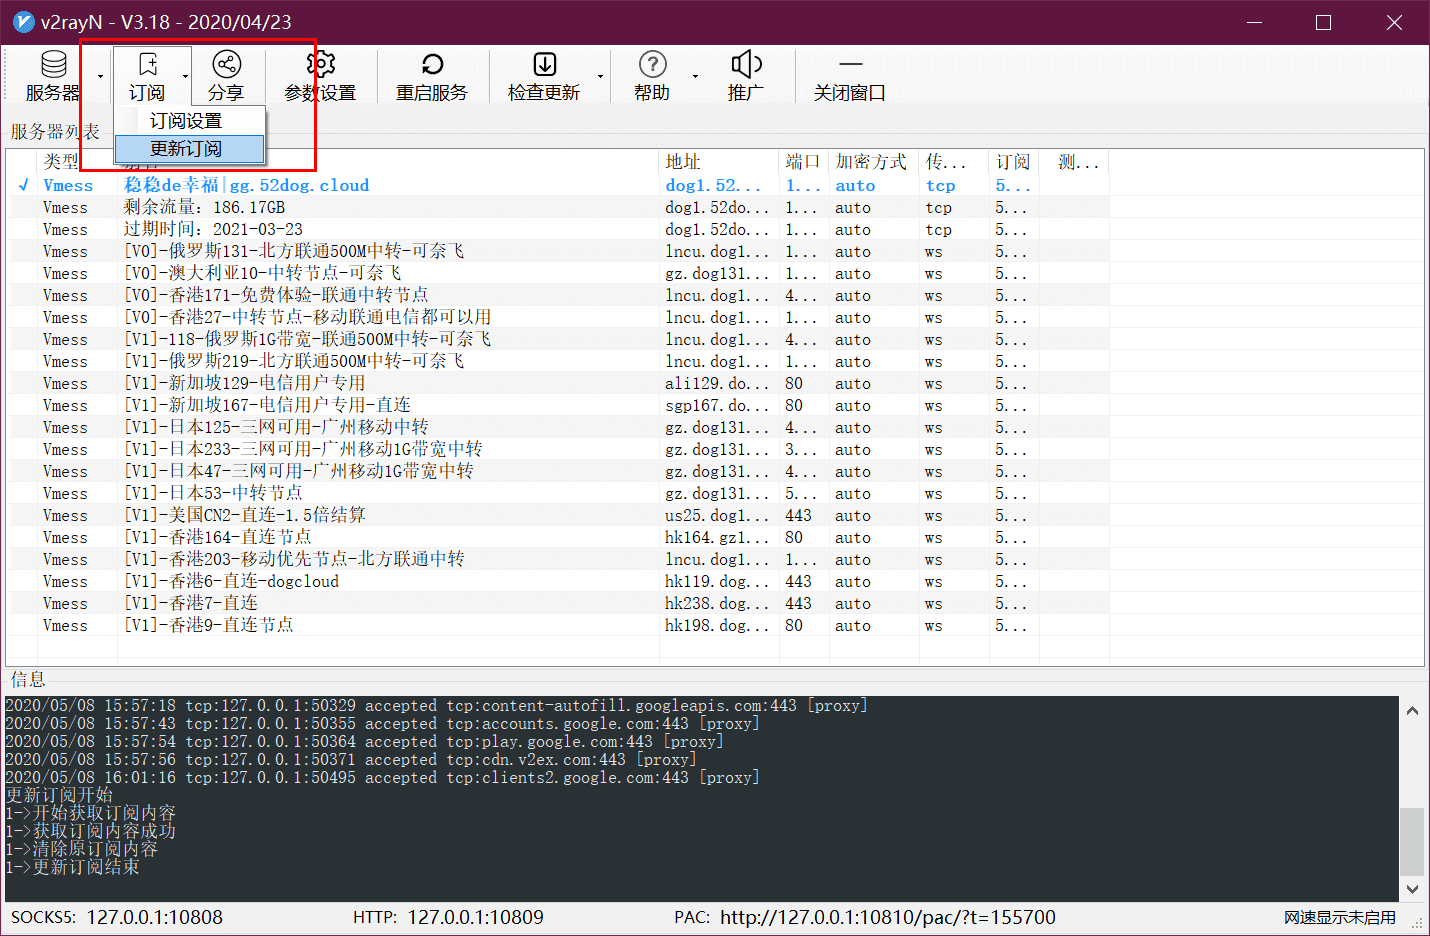 v2rayN - V3.18 - 2020/04/23
服务器 订阅 分享 参数设置 重启服务 检查更新 帮助 推广 关闭窗口
订阅设置
更新订阅
服务器列表
类型 地址 端口 加密方式 传... 订阅 测...
✓ Vmess 稳稳de幸福|gg.52dog.cloud dog1.52... 1... auto tcp 5...
Vmess 剩余流量: 186.17GB dog1.52do... 1... auto tcp 5...
Vmess 过期时间: 2021-03-23 dog1.52do... 1... auto tcp 5...
Vmess [V0]-俄罗斯131-北方联通500M中转-可奈飞 lncu.dog1... 1... auto ws 5...
Vmess [V0]-澳大利亚10-中转节点-可奈飞 gz.dog131... 1... auto ws 5...
Vmess [V0]-香港171-免费体验-联通中转节点 lncu.dog1... 4... auto ws 5...
Vmess [V0]-香港27-中转节点-移动联通电信都可以用 lncu.dog1... 1... auto ws 5...
Vmess [V1]-118-俄罗斯1G带宽-联通500M中转-可奈飞 lncu.dog1... 4... auto ws 5...
Vmess [V1]-俄罗斯219-北方联通500M中转-可奈飞 lncu.dog1... 1... auto ws 5...
Vmess [V1]-新加坡129-电信用户专用 ali129.do... 80 auto ws 5...
Vmess [V1]-新加坡167-电信用户专用-直连 sgp167.do... 80 auto ws 5...
Vmess [V1]-日本125-三网可用-广州移动中转 gz.dog131... 4... auto ws 5...
Vmess [V1]-日本233-三网可用-广州移动1G带宽中转 gz.dog131... 3... auto ws 5...
Vmess [V1]-日本47-三网可用-广州移动1G带宽中转 gz.dog131... 4... auto ws 5...
Vmess [V1]-日本53-中转节点 gz.dog131... 5... auto ws 5...
Vmess [V1]-美国CN2-直连-1.5倍结算 us25.dog1... 443 auto ws 5...
Vmess [V1]-香港164-直连节点 hk164.gz1... 80 auto ws 5...
Vmess [V1]-香港203-移动优先节点-北方联通中转 lncu.dog1... 1... auto ws 5...
Vmess [V1]-香港6-直连-dogcloud hk119.dog... 443 auto ws 5...
Vmess [V1]-香港7-直连 hk238.dog... 443 auto ws 5...
Vmess [V1]-香港9-直连节点 hk198.dog... 80 auto ws 5...
信息
2020/05/08 15:57:18 tcp:127.0.0.1:50329 accepted tcp:content-autofill.googleapis.com:443 [proxy]
2020/05/08 15:57:43 tcp:127.0.0.1:50355 accepted tcp:accounts.google.com:443 [proxy]
2020/05/08 15:57:54 tcp:127.0.0.1:50364 accepted tcp:play.google.com:443 [proxy]
2020/05/08 15:57:56 tcp:127.0.0.1:50371 accepted tcp:cdn.v2ex.com:443 [proxy]
2020/05/08 16:01:16 tcp:127.0.0.1:50495 accepted tcp:clients2.google.com:443 [proxy]
更新订阅开始
1->开始获取订阅内容
1->获取订阅内容成功
1->清除原订阅内容
1->更新订阅结束
SOCKS5: 127.0.0.1:10808 HTTP: 127.0.0.1:10809 PAC: http://127.0.0.1:10810/pac/?t=155700 网速显示未启用